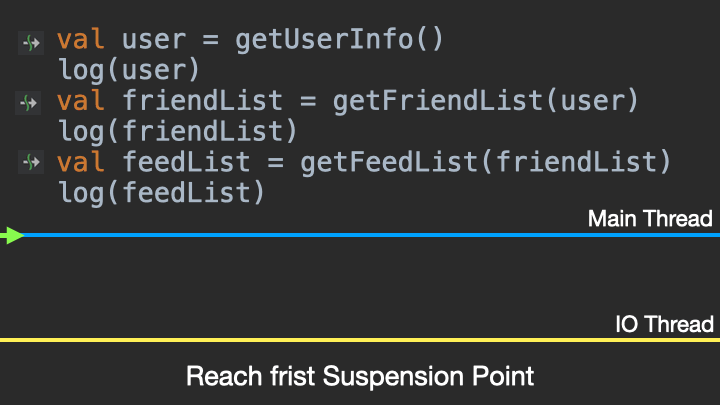 val user = getUserInfo()
log(user)
val friendList = getFriendList(user)
log(friendList)
val feedList = getFeedList(friendList)
log(feedList)
Main Thread
IO Thread
Reach frist Suspension Point